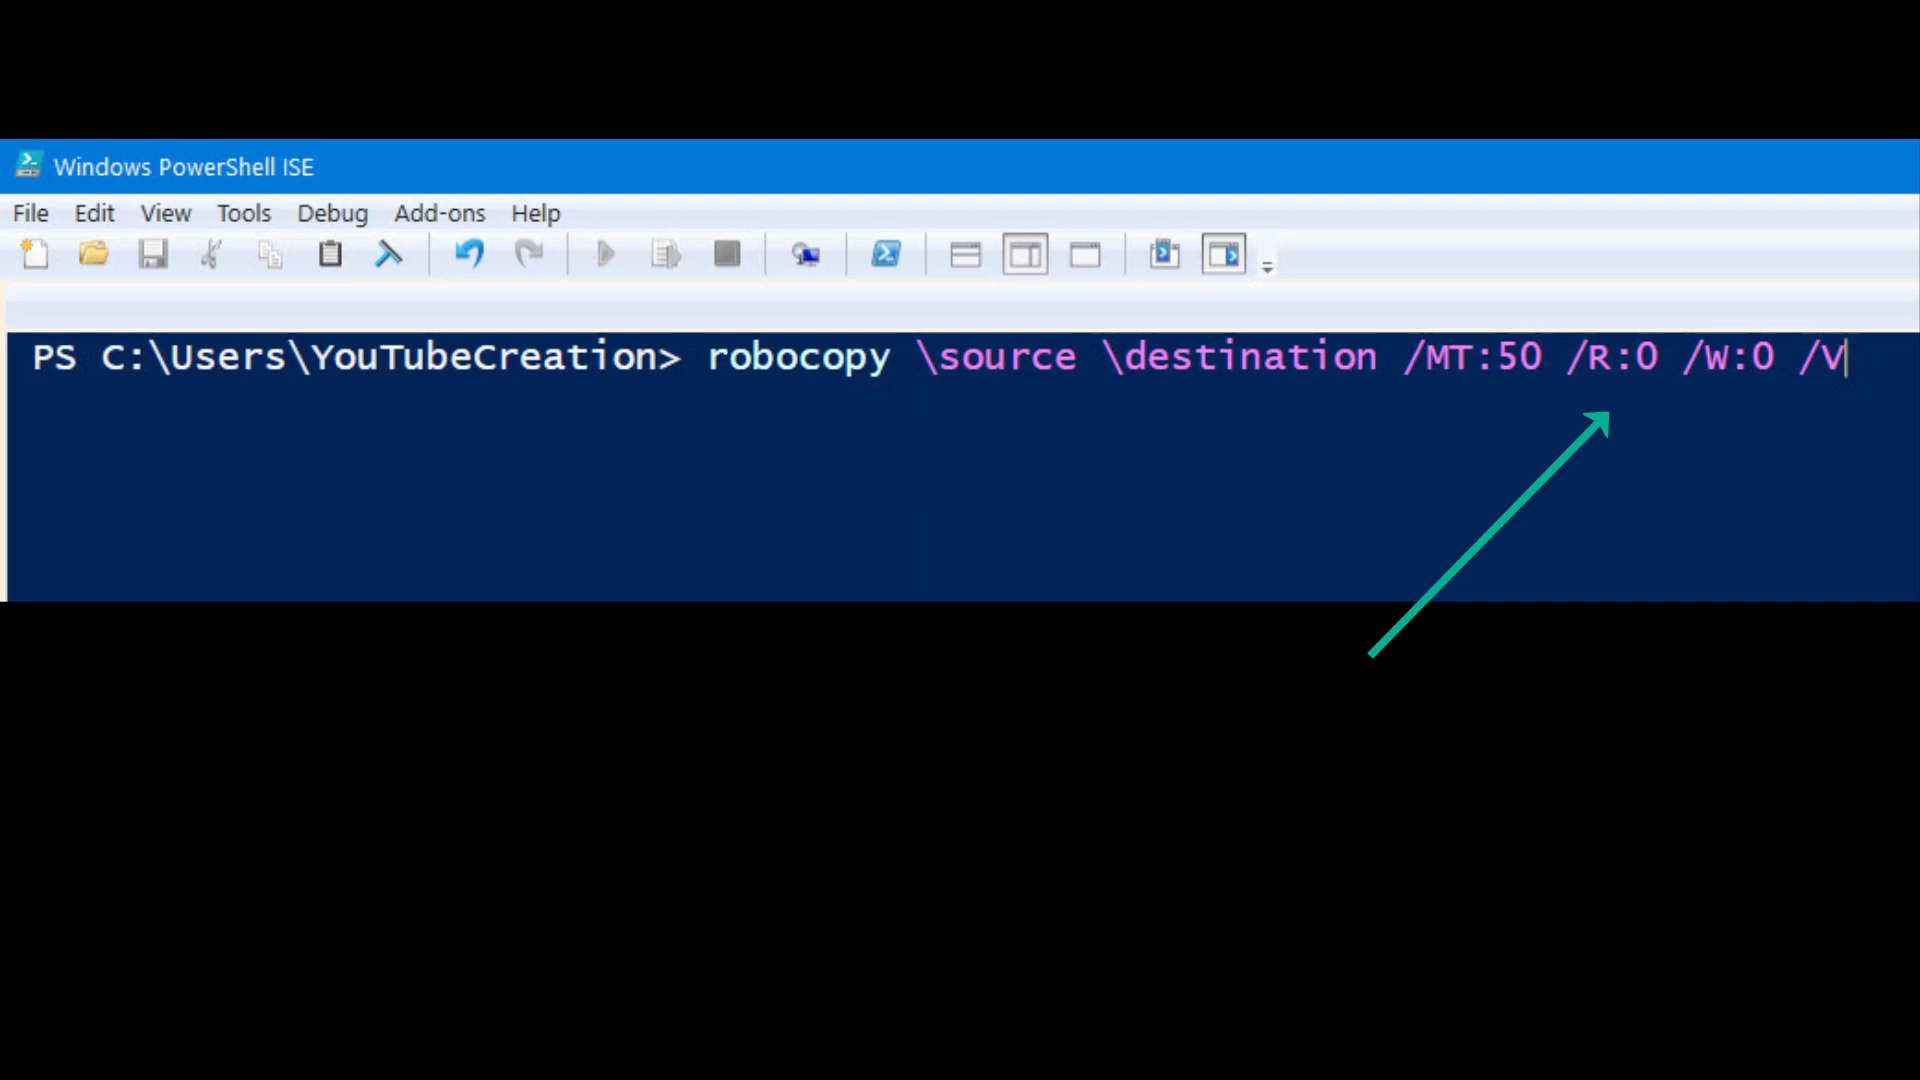 Windows PowerShell ISE
File Edit View Tools Debug Add-ons Help
PS C:\Users\YouTubeCreation> robocopy \source \destination /MT:50 /R:0 /W:0 /V